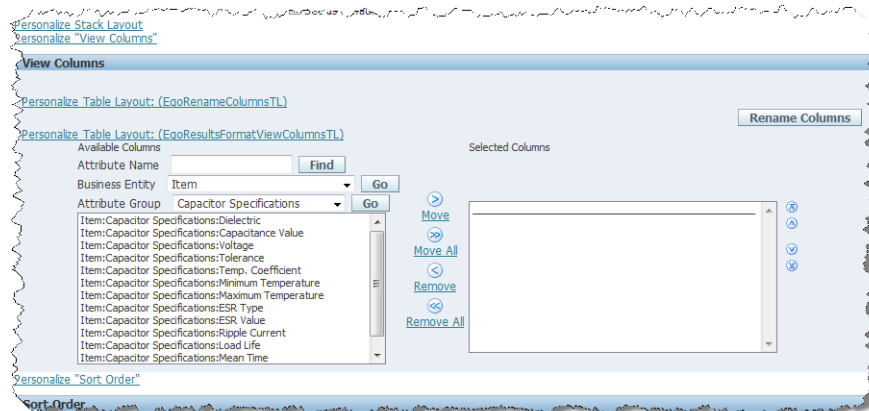 Personalize Stack Layout
Personalize "View Columns"
View Columns
Personalize Table Layout: (EgoRenameColumnsTL)
Rename Columns
Personalize Table Layout: (EgoResultsFormatViewColumnsTL)
Available Columns
Selected Columns
Attribute Name
Find
Business Entity
Item
Go
Attribute Group
Capacitor Specifications
Go
Item:Capacitor Specifications:Dielectric
Item:Capacitor Specifications:Capacitance Value
Item:Capacitor Specifications:Voltage
Item:Capacitor Specifications:Tolerance
Item:Capacitor Specifications:Temp. Coefficient
Item:Capacitor Specifications:Minimum Temperature
Item:Capacitor Specifications:Maximum Temperature
Item:Capacitor Specifications:ESR Type
Item:Capacitor Specifications:ESR Value
Item:Capacitor Specifications:Ripple Current
Item:Capacitor Specifications:Load Life
Item:Capacitor Specifications:Mean Time
Move
Move All
Remove
Remove All
Personalize "Sort Order"
Sort Order